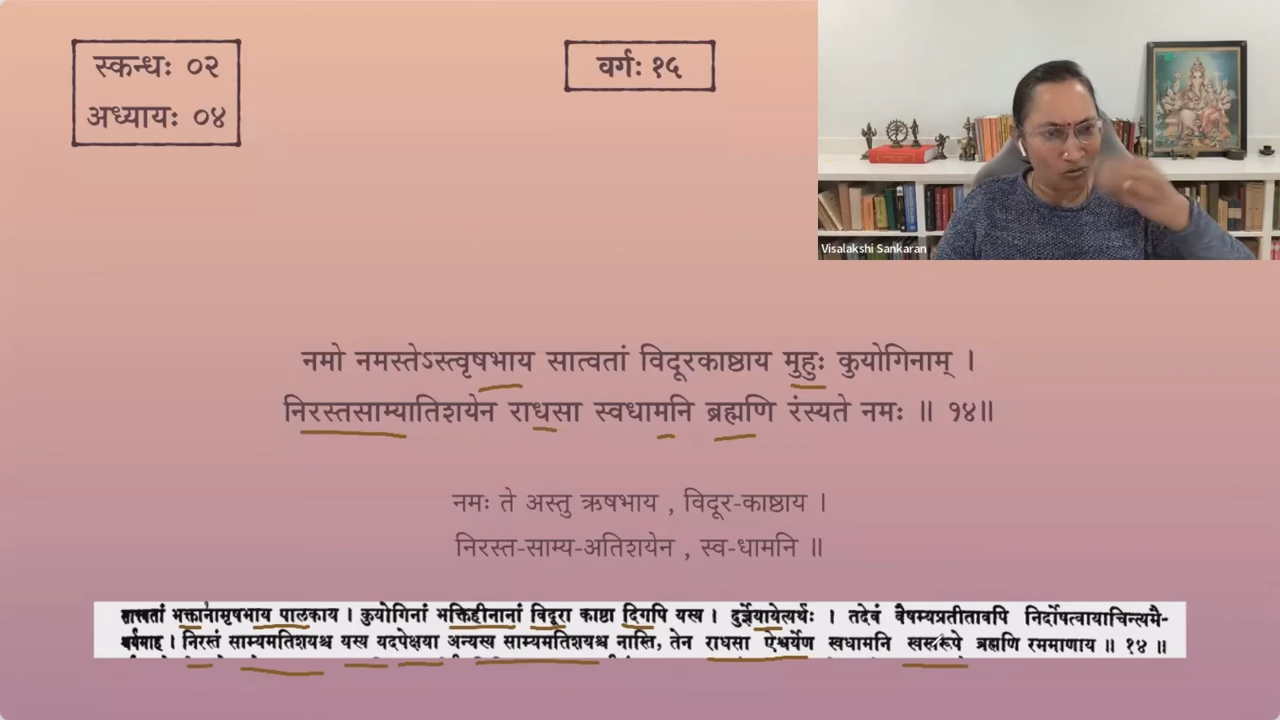 स्कन्धः ०२
अध्यायः ०४
वर्गः १५
Visalakshi Sankaran
नमो नमस्तेऽस्त्वृषभाय सात्वतां विदूरकाष्ठाय मुहुः कुयोगिनाम् ।
निरस्तसाम्यातिशयेन राधसा स्वधामनि ब्रह्मणि रंस्यते नमः ॥ १४॥
नमः ते अस्तु ऋषभाय , विदूर-काष्ठाय ।
निरस्त-साम्य-अतिशयेन , स्व-धामनि ॥
सात्वतां भक्तानामृषभाय पालकाय । कुयोगिनां भक्तिहीनानां विदूरा काष्ठा दिगपि यस्य । दुर्ज्ञेयायेत्यर्थः । तदेवं वैषम्यप्रतीतावपि निर्दोषत्वायाचिन्त्यमै-
श्वर्यमाह । निरस्तं साम्यमतिशयश्च यस्य यदपेक्षया अन्यस्य साम्यमतिशयश्च नास्ति, तेन राधसा ऐश्वर्येण स्वधामनि स्वस्वरूपे ब्रह्मणि रममाणाय ॥ १४ ॥